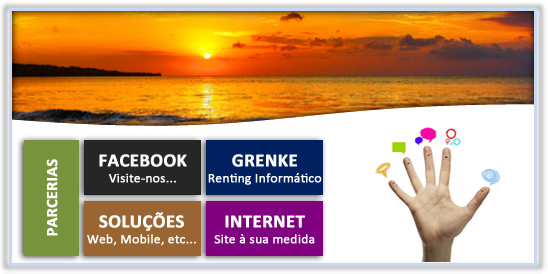 PARCERIAS
FACEBOOK
Visite-nos...
GRENKE
Renting Informático
SOLUÇÕES
Web, Mobile, etc...
INTERNET
Site à sua medida